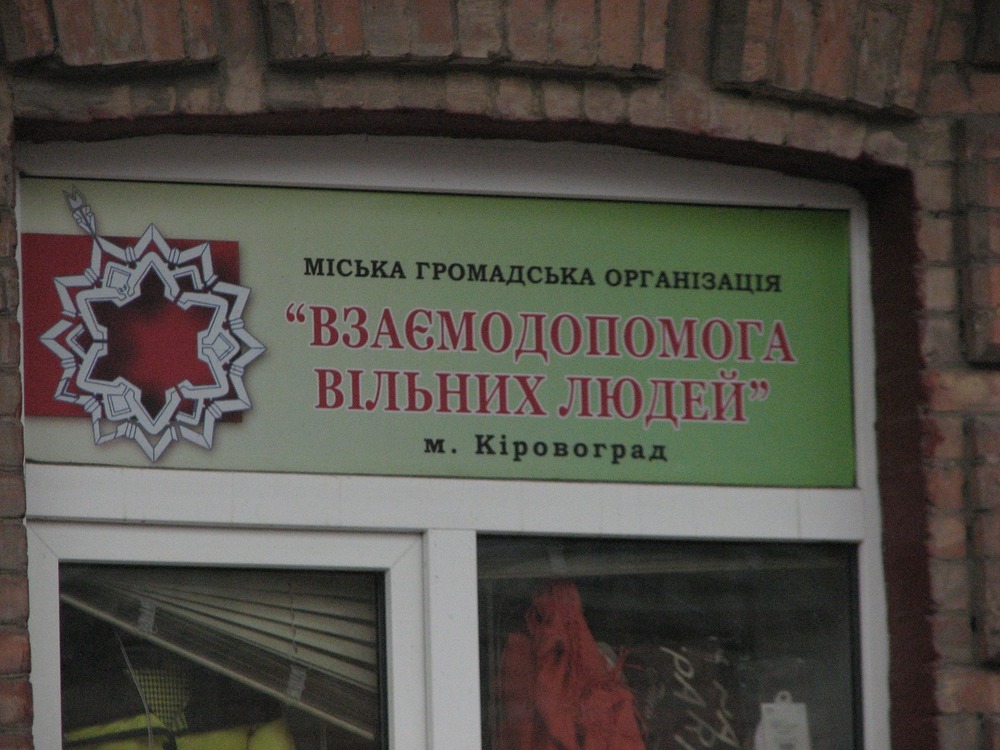 МІСЬКА ГРОМАДСЬКА ОРГАНІЗАЦІЯ
“ВЗАЄМОДОПОМОГА
ВІЛЬНИХ ЛЮДЕЙ”
м. Кіровоград